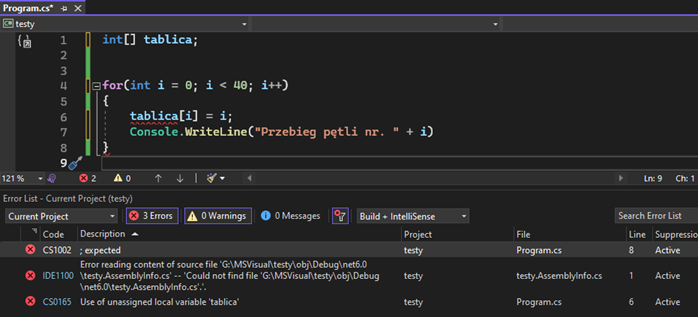 Program.cs*
testy
1 int[] tablica;
2
3
4 for(int i = 0; i < 40; i++)
5 {
6 tablica[i] = i;
7 Console.WriteLine("Przebieg pętli nr. " + i)
8 }
9
121 % 2 0 Ln: 9 Ch: 1
Error List - Current Project (testy)
Current Project 3 Errors 0 Warnings 0 Messages Build + IntelliSense Search Error List
Code Description Project File Line Suppression
CS1002 ; expected testy Program.cs 8 Active
Error reading content of source file 'G:\MSVisual\testy\obj\Debug\net6.0
IDE1100 \testy.AssemblyInfo.cs' -- 'Could not find file 'G:\MSVisual\testy\obj\Debug testy testy.AssemblyInfo.cs 1 Active
\net6.0\testy.AssemblyInfo.cs'.'.
CS0165 Use of unassigned local variable 'tablica' testy Program.cs 6 Active